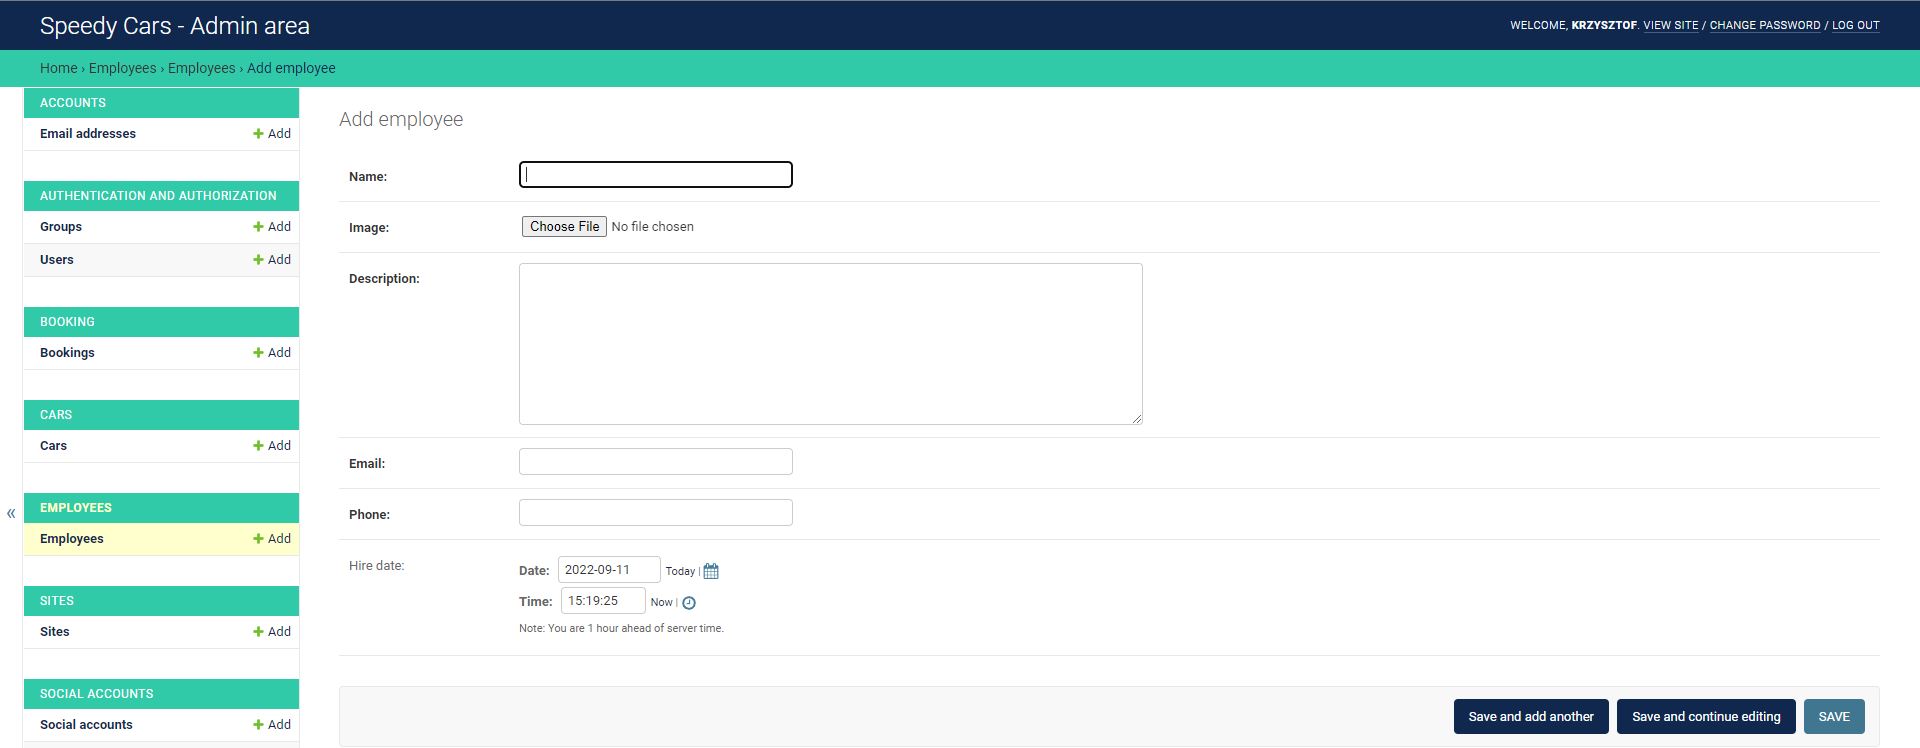 Speedy Cars - Admin area
WELCOME, KRZYSZTOF. VIEW SITE / CHANGE PASSWORD / LOG OUT
Home › Employees › Employees › Add employee
ACCOUNTS
Email addresses + Add
AUTHENTICATION AND AUTHORIZATION
Groups + Add
Users + Add
BOOKING
Bookings + Add
CARS
Cars + Add
«
EMPLOYEES
Employees + Add
SITES
Sites + Add
SOCIAL ACCOUNTS
Social accounts + Add
Add employee
Name:
Image: Choose File No file chosen
Description:
Email:
Phone:
Hire date:
Date: 2022-09-11 Today |
Time: 15:19:25 Now |
Note: You are 1 hour ahead of server time.
Save and add another Save and continue editing SAVE